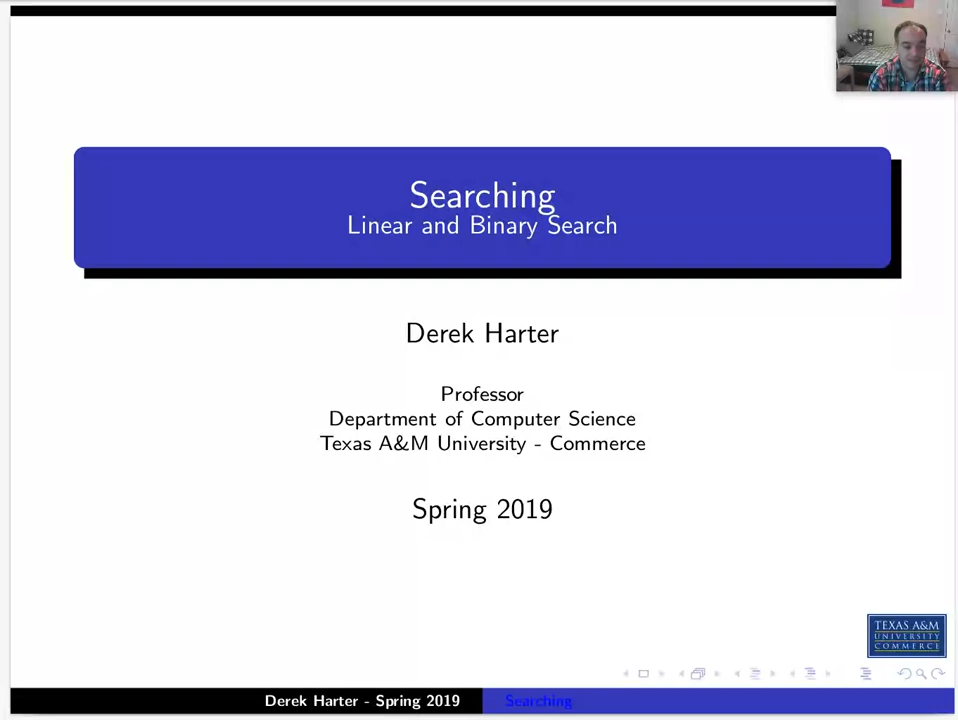 Searching
Linear and Binary Search
Derek Harter
Professor
Department of Computer Science
Texas A&M University - Commerce
Spring 2019
TEXAS A&M
UNIVERSITY
COMMERCE
Derek Harter - Spring 2019
Searching